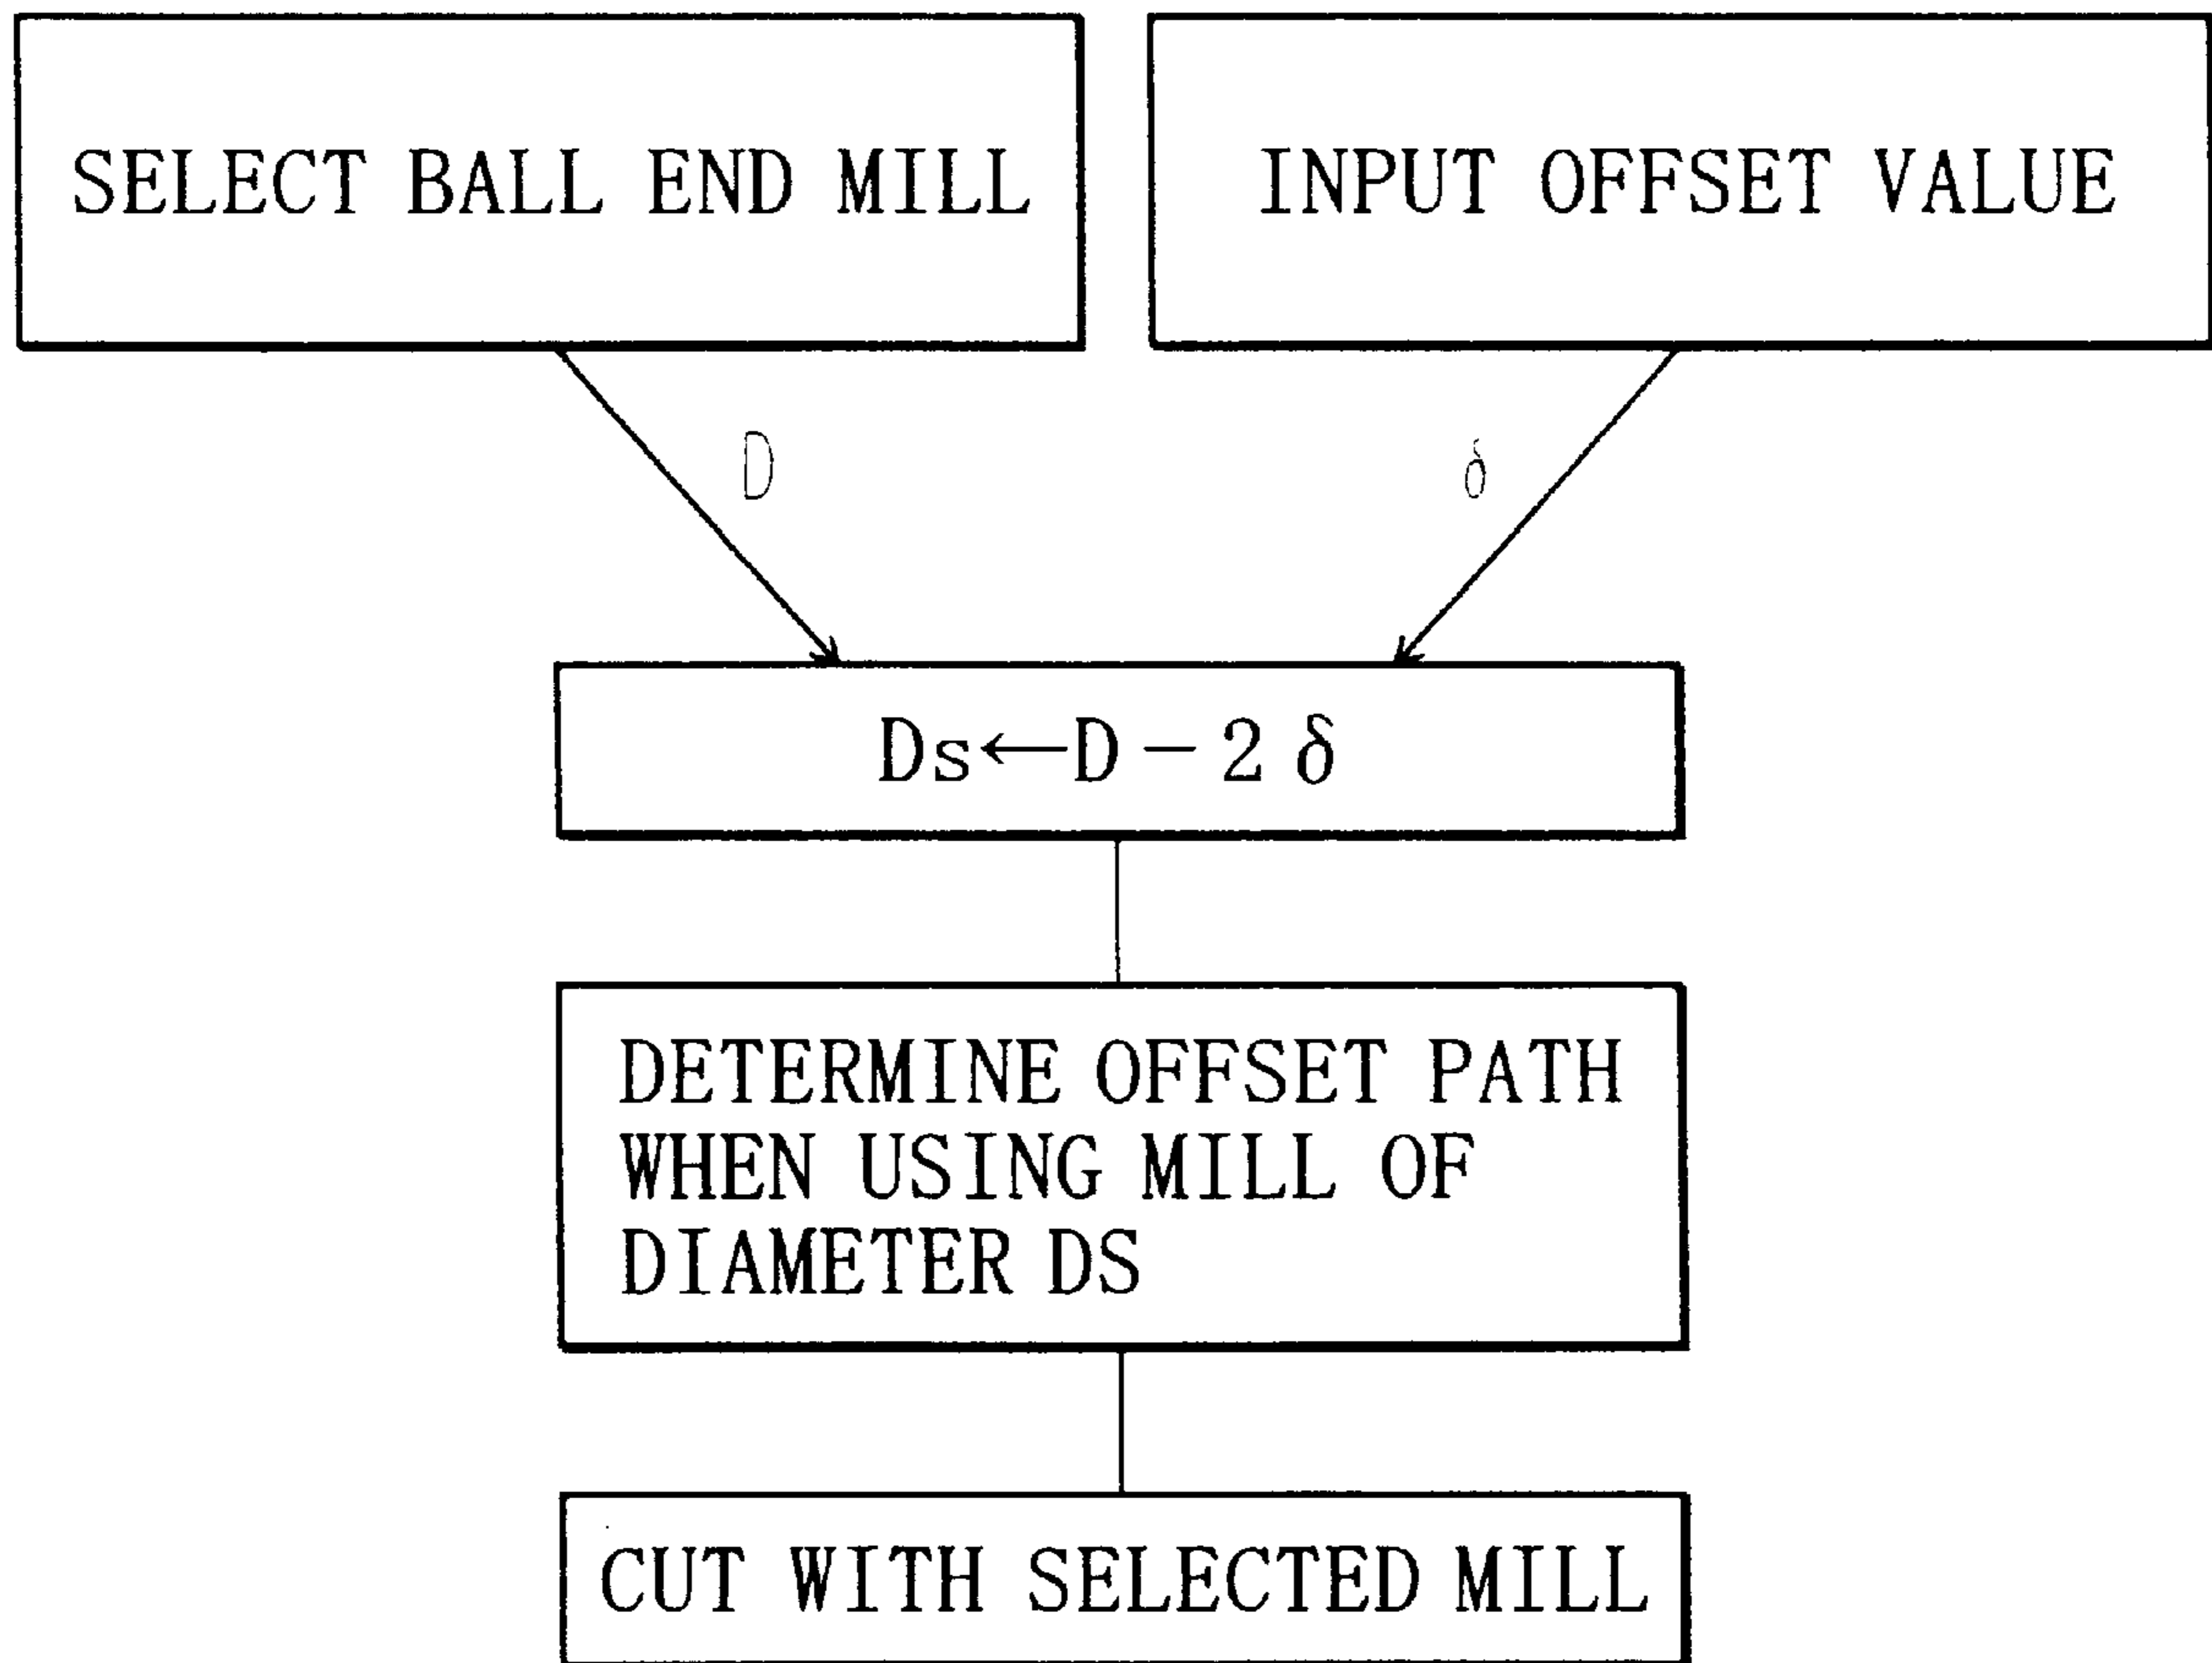 SELECT BALL END MILL
INPUT OFFSET VALUE
D
δ
Ds←D－2 δ
DETERMINE OFFSET PATH
WHEN USING MILL OF
DIAMETER DS
CUT WITH SELECTED MILL